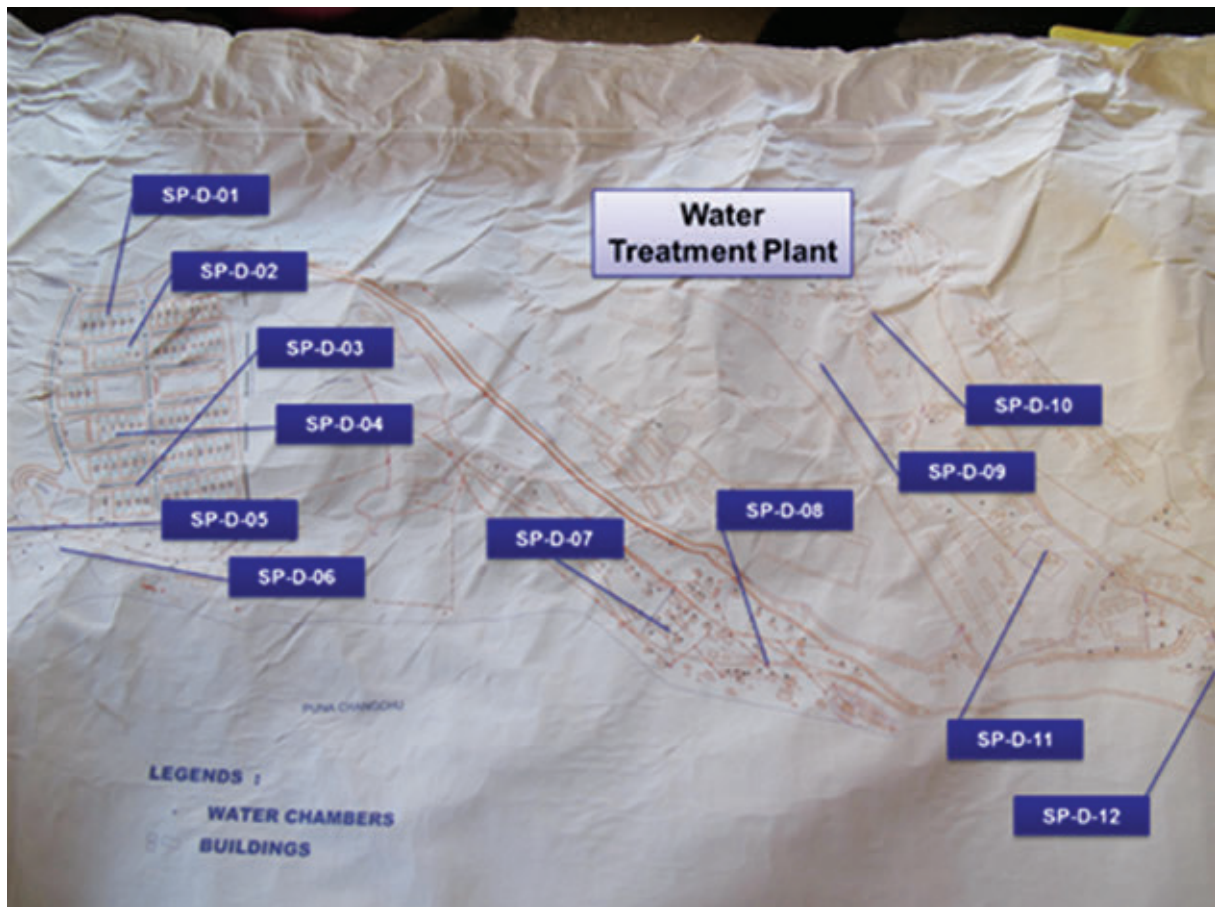 SP-D-01
Water
Treatment Plant
SP-D-02
SP-D-03
SP-D-04
SP-D-10
SP-D-09
SP-D-05
SP-D-08
SP-D-07
SP-D-06
PUNA CHANGCHU
SP-D-11
LEGENDS :
WATER CHAMBERS
SP-D-12
BUILDINGS